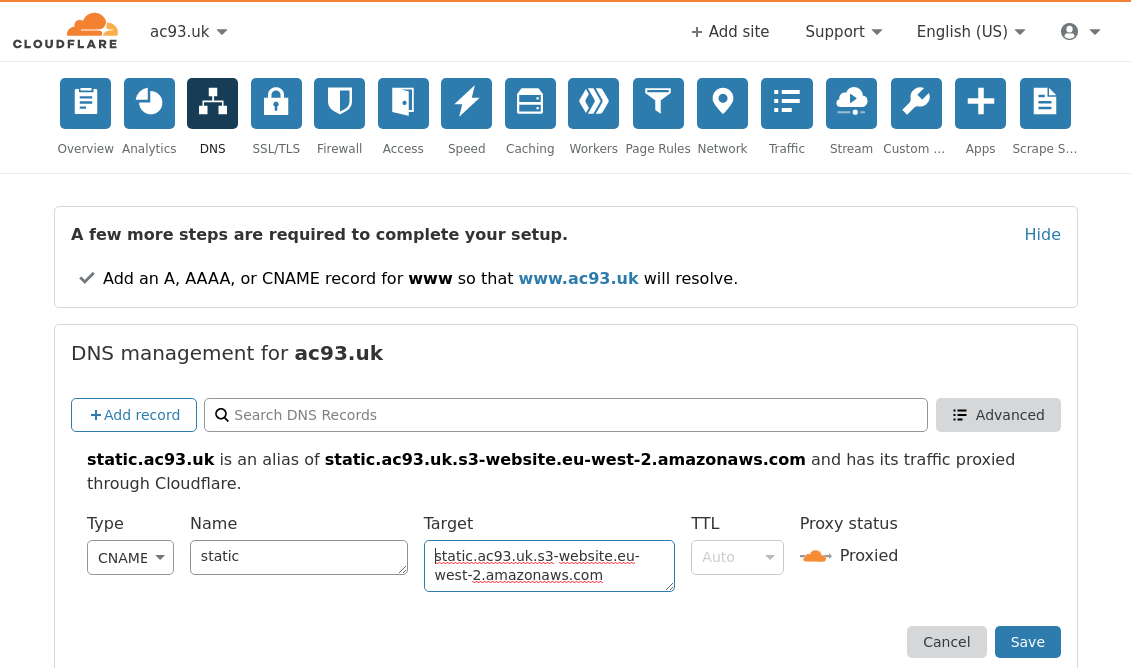 CLOUDFLARE
ac93.uk
+ Add site
Support
English (US)
Overview
Analytics
DNS
SSL/TLS
Firewall
Access
Speed
Caching
Workers
Page Rules
Network
Traffic
Stream
Custom ...
Apps
Scrape S...
A few more steps are required to complete your setup.
Hide
Add an A, AAAA, or CNAME record for www so that www.ac93.uk will resolve.
DNS management for ac93.uk
+ Add record
Search DNS Records
Advanced
static.ac93.uk is an alias of static.ac93.uk.s3-website.eu-west-2.amazonaws.com and has its traffic proxied
through Cloudflare.
Type
Name
Target
TTL
Proxy status
CNAME
static
static.ac93.uk.s3-website.eu-
west-2.amazonaws.com
Auto
Proxied
Cancel
Save